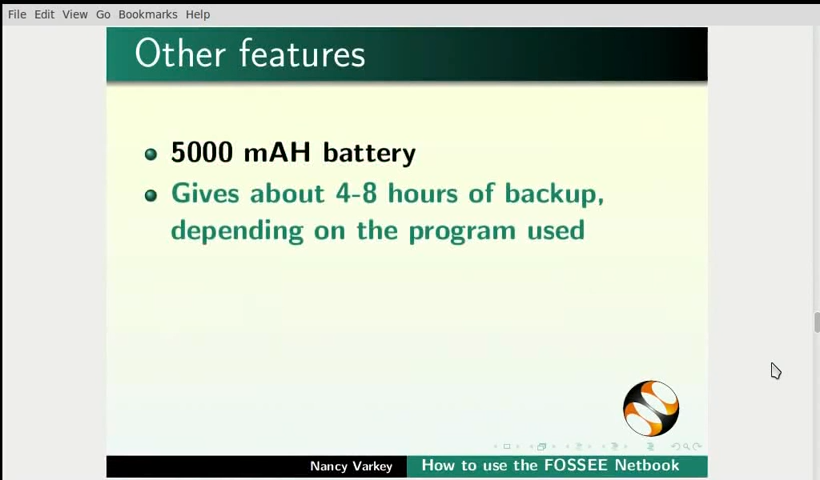 File Edit View Go Bookmarks Help
Other features
5000 mAH battery
Gives about 4-8 hours of backup,
depending on the program used
Nancy Varkey How to use the FOSSEE Netbook